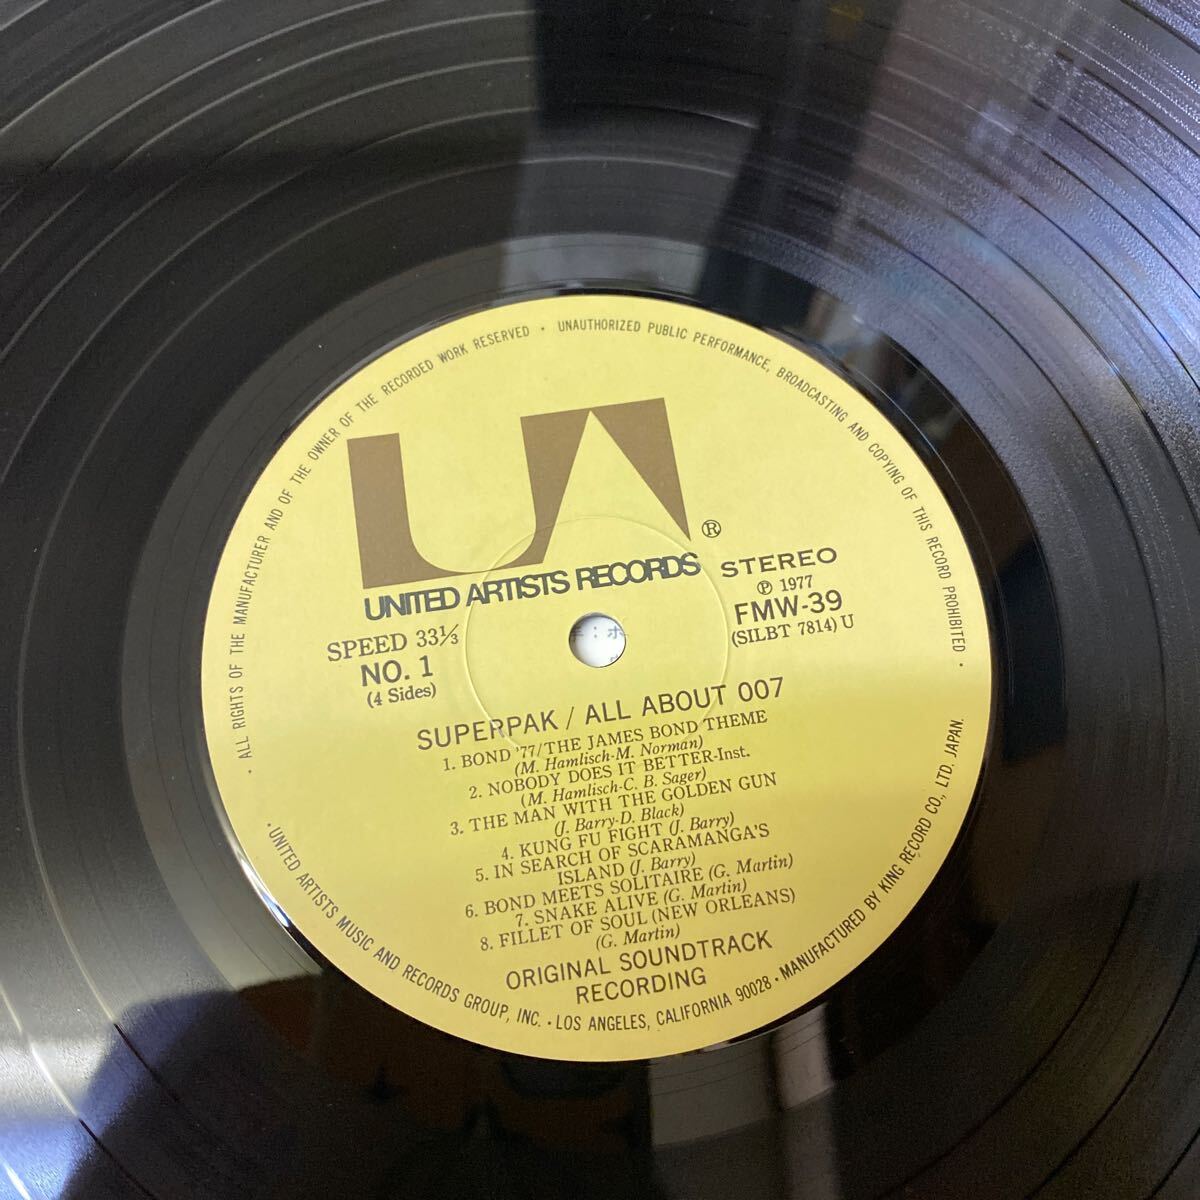 ALL RIGHTS OF THE MANUFACTURER AND OF THE OWNER OF THE RECORDED WORK RESERVED · UNAUTHORIZED PUBLIC PERFORMANCE, BROADCASTING AND COPYING OF THIS RECORD PROHIBITED ·
UA ®
UNITED ARTISTS RECORDS
STEREO
℗ 1977
FMW-39
(SILBT 7814) U
SPEED 33⅓
NO. 1
(4 Sides)
SUPERPAK / ALL ABOUT 007
1. BOND '77/THE JAMES BOND THEME
(M. Hamlisch-M. Norman)
2. NOBODY DOES IT BETTER-Inst.
(M. Hamlisch-C. B. Sager)
3. THE MAN WITH THE GOLDEN GUN
(J. Barry-D. Black)
4. KUNG FU FIGHT (J. Barry)
5. IN SEARCH OF SCARAMANGA'S
ISLAND (J. Barry)
6. BOND MEETS SOLITAIRE (G. Martin)
7. SNAKE ALIVE (G. Martin)
8. FILLET OF SOUL (NEW ORLEANS)
(G. Martin)
ORIGINAL SOUNDTRACK
RECORDING
· UNITED ARTISTS MUSIC AND RECORDS GROUP, INC. · LOS ANGELES, CALIFORNIA 90028 · MANUFACTURED BY KING RECORD CO., LTD. JAPAN.